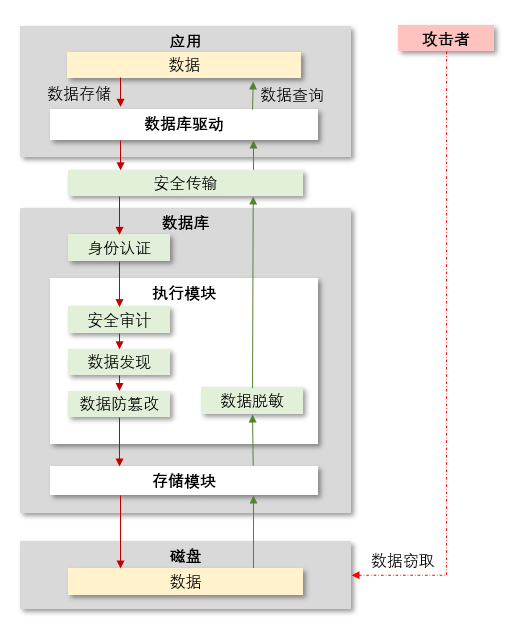 应用
攻击者
数据
数据存储
数据查询
数据库驱动
安全传输
数据库
身份认证
执行模块
安全审计
数据发现
数据防篡改
数据脱敏
存储模块
磁盘
数据窃取
数据